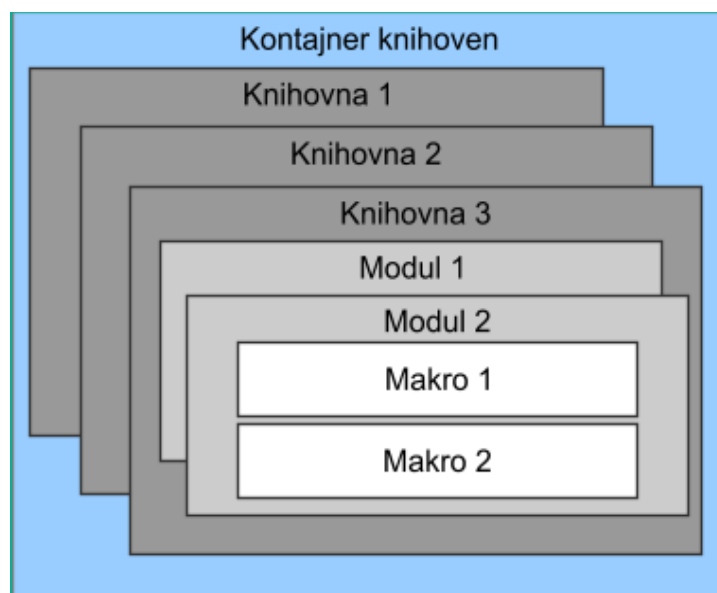 Kontajner knihoven
Knihovna 1
Knihovna 2
Knihovna 3
Modul 1
Modul 2
Makro 1
Makro 2